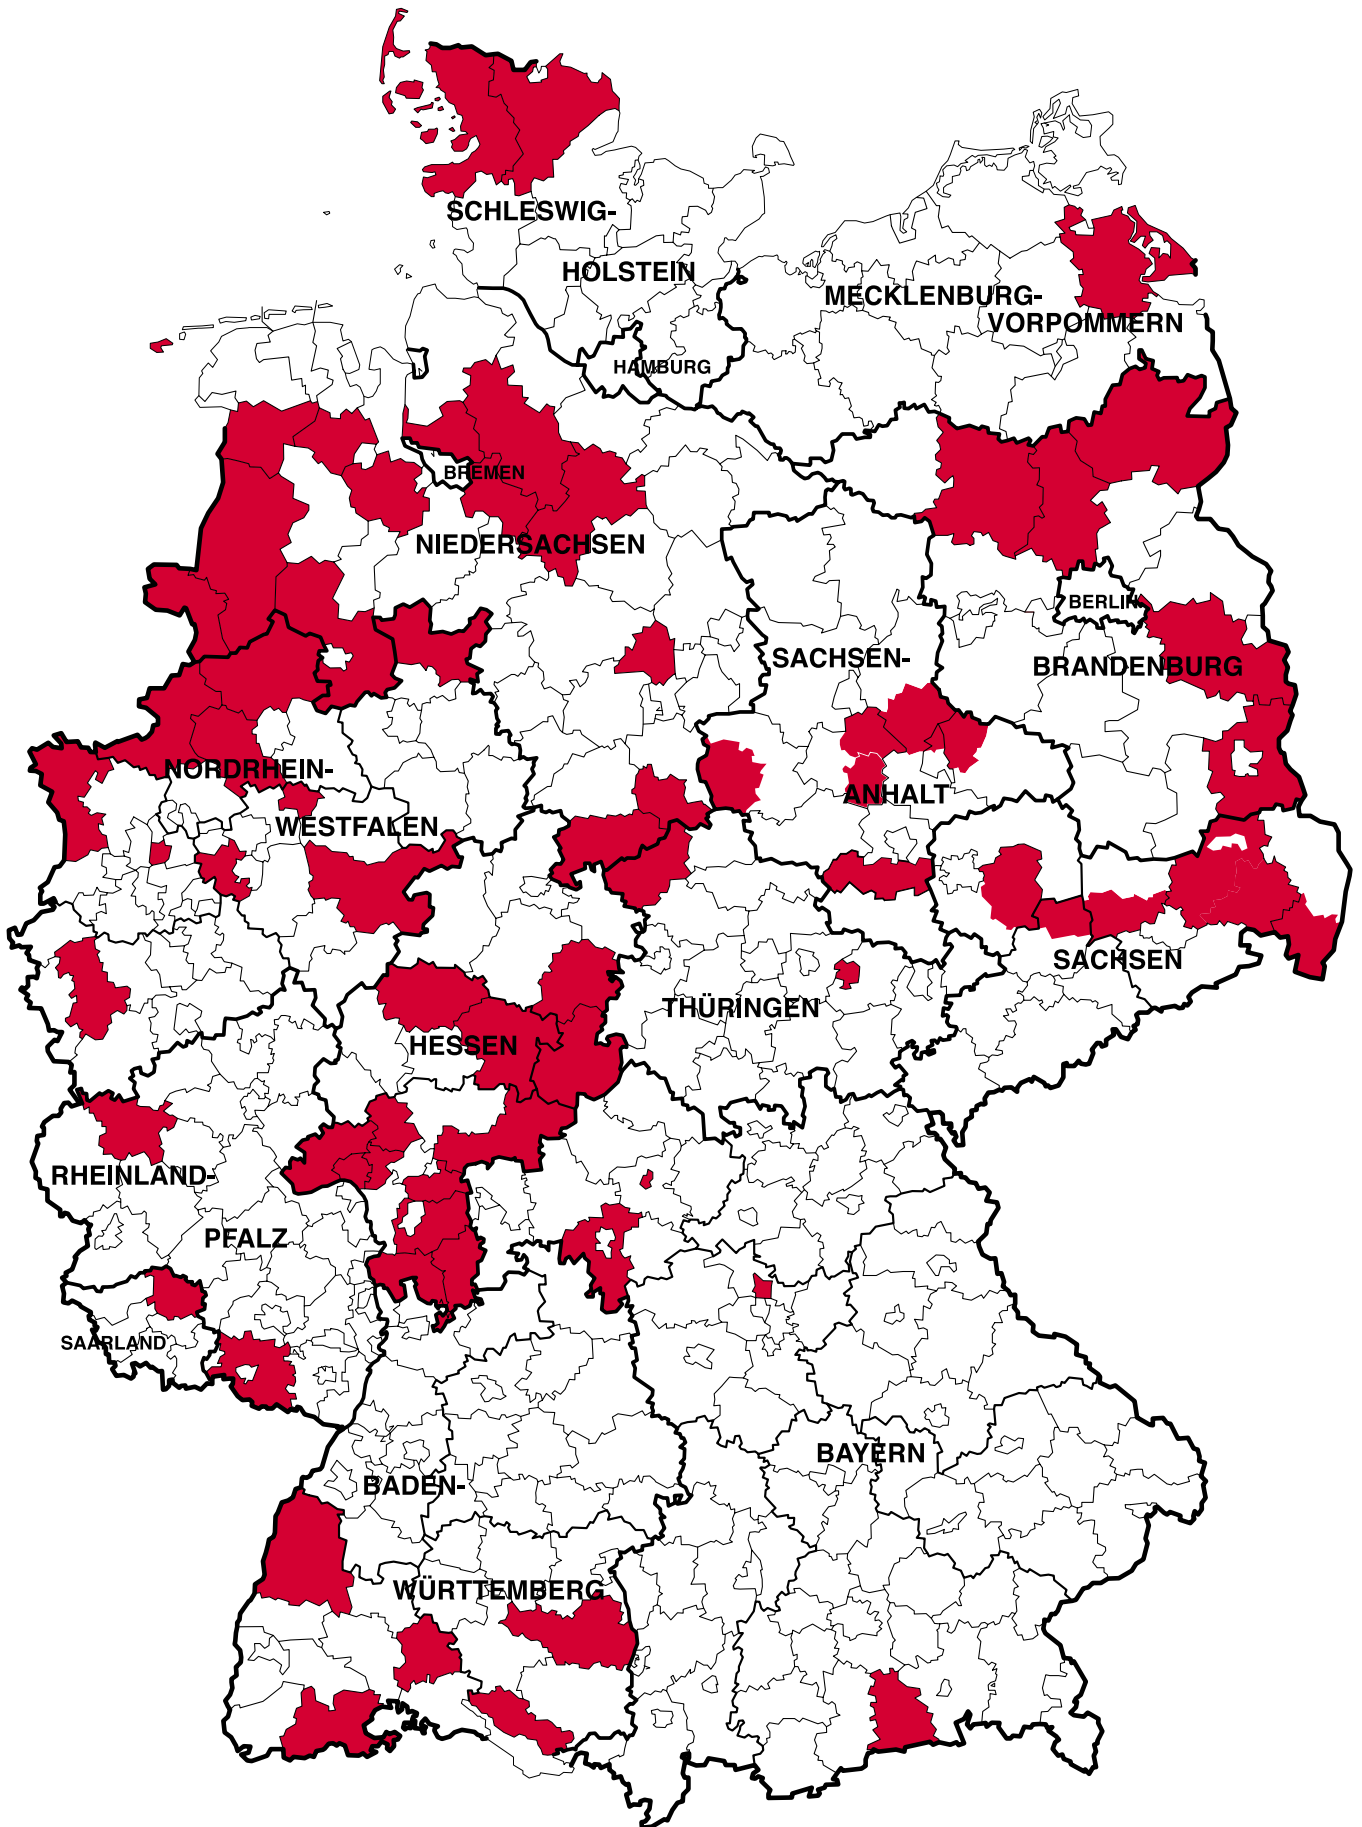 SCHLESWIG-
HOLSTEIN
MECKLENBURG-
VORPOMMERN
HAMBURG
BREMEN
NIEDERSACHSEN
BERLIN
SACHSEN-
BRANDENBURG
NORDRHEIN-
ANHALT
WESTFALEN
SACHSEN
THÜRINGEN
HESSEN
RHEINLAND-
PFALZ
SAARLAND
BAYERN
BADEN-
WÜRTTEMBERG